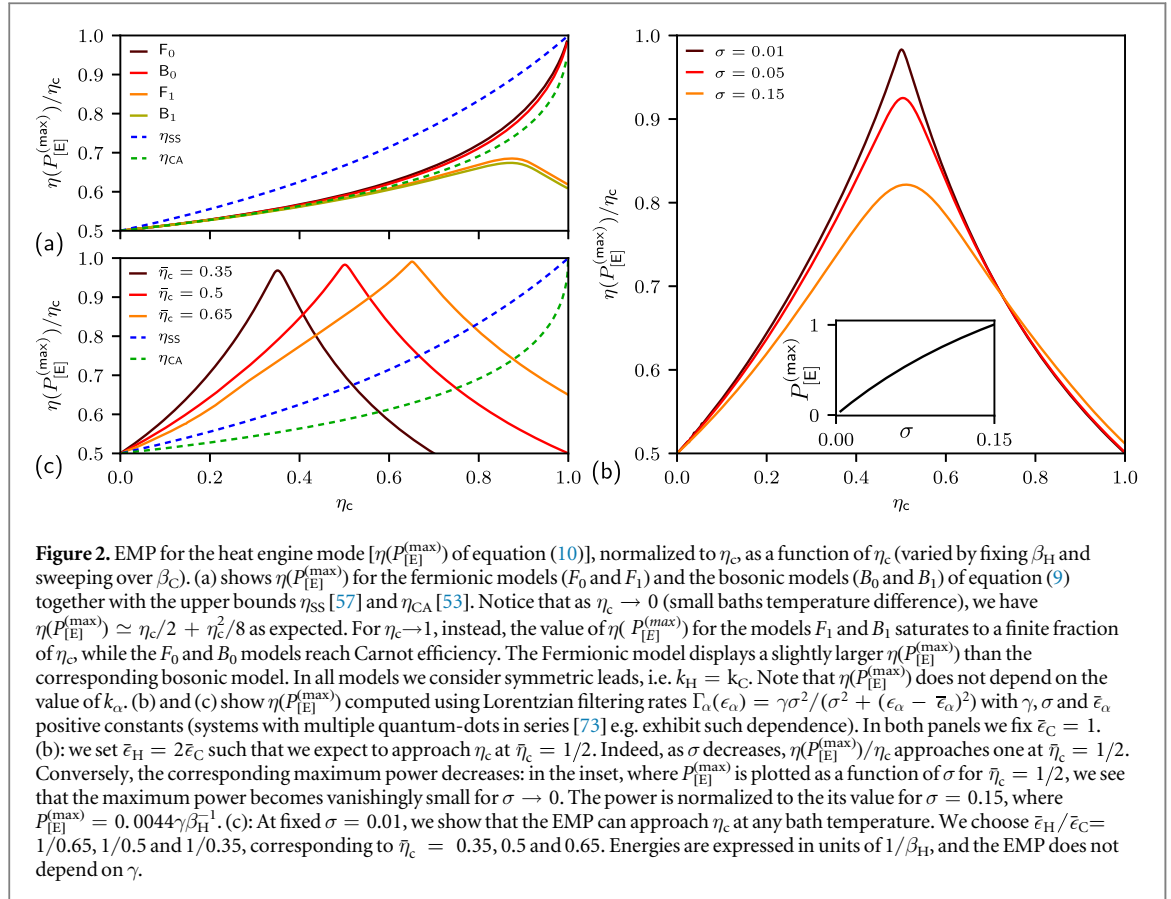 1.0
0.9
0.8
0.7
0.6
0.5
η(P[E](max))/ηc
F0
B0
F1
B1
ηSS
ηCA
(a)
1.0
0.9
0.8
0.7
0.6
0.5
η(P[E](max))/ηc
η̄c = 0.35
η̄c = 0.5
η̄c = 0.65
ηSS
ηCA
(c)
0.0 0.2 0.4 0.6 0.8 1.0
ηc
1.0
0.9
0.8
0.7
0.6
0.5
η(P[E](max))/ηc
σ = 0.01
σ = 0.05
σ = 0.15
1
0
P[E](max)
0.00 σ 0.15
(b)
0.0 0.2 0.4 0.6 0.8 1.0
ηc
Figure 2. EMP for the heat engine mode [η(P[E](max)) of equation (10)], normalized to ηc, as a function of ηc (varied by fixing βH and
sweeping over βC). (a) shows η(P[E](max)) for the fermionic models (F0 and F1) and the bosonic models (B0 and B1) of equation (9)
together with the upper bounds ηSS [57] and ηCA [53]. Notice that as ηc → 0 (small baths temperature difference), we have
η(P[E](max)) ≃ ηc/2 + ηc²/8 as expected. For ηc→1, instead, the value of η( P[E](max)) for the models F1 and B1 saturates to a finite fraction
of ηc, while the F0 and B0 models reach Carnot efficiency. The Fermionic model displays a slightly larger η(P[E](max)) than the
corresponding bosonic model. In all models we consider symmetric leads, i.e. kH = kC. Note that η(P[E](max)) does not depend on the
value of kα. (b) and (c) show η(P[E](max)) computed using Lorentzian filtering rates Γα(ϵα) = γσ²/(σ² + (ϵα − ϵ̄α)²) with γ, σ and ϵ̄α
positive constants (systems with multiple quantum-dots in series [73] e.g. exhibit such dependence). In both panels we fix ϵ̄C = 1.
(b): we set ϵ̄H = 2ϵ̄C such that we expect to approach ηc at η̄c = 1/2. Indeed, as σ decreases, η(P[E](max))/ηc approaches one at η̄c = 1/2.
Conversely, the corresponding maximum power decreases: in the inset, where P[E](max) is plotted as a function of σ for η̄c = 1/2, we see
that the maximum power becomes vanishingly small for σ → 0. The power is normalized to the its value for σ = 0.15, where
P[E](max) = 0. 0044γβH⁻¹. (c): At fixed σ = 0.01, we show that the EMP can approach ηc at any bath temperature. We choose ϵ̄H/ϵ̄C=
1/0.65, 1/0.5 and 1/0.35, corresponding to η̄c = 0.35, 0.5 and 0.65. Energies are expressed in units of 1/βH, and the EMP does not
depend on γ.